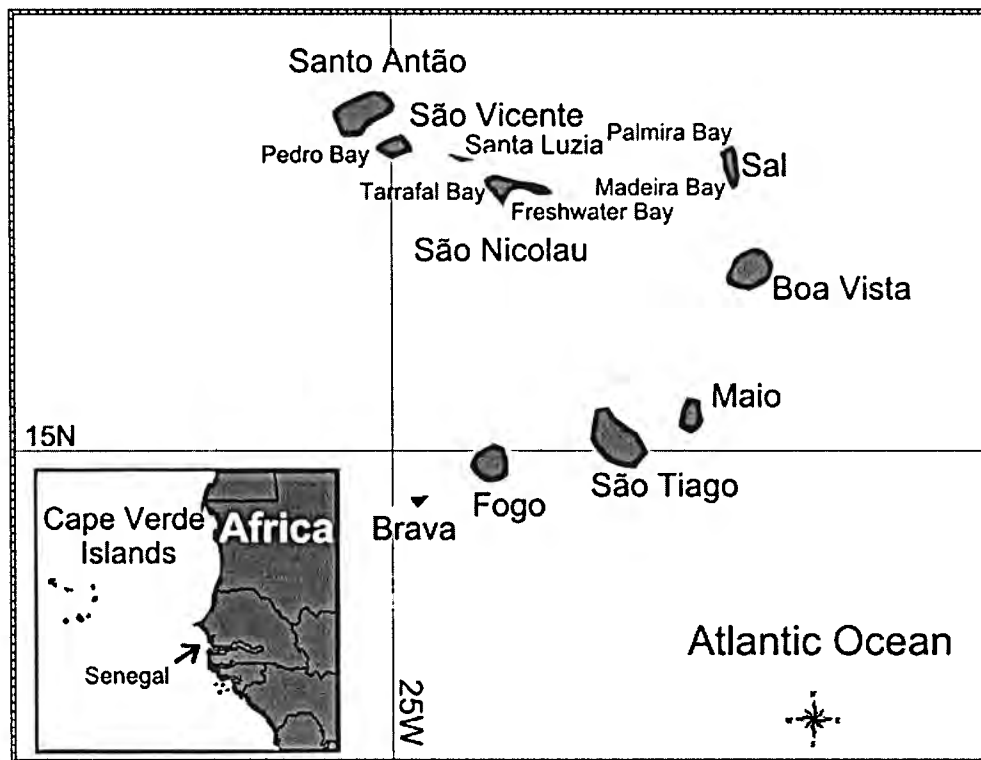 Santo Antão
São Vicente
Palmira Bay
Pedro Bay
Santa Luzia
Sal
Tarrafal Bay
Madeira Bay
Freshwater Bay
São Nicolau
Boa Vista
Maio
15N
São Tiago
Fogo
Brava
Cape Verde
Islands
Africa
Senegal
25W
Atlantic Ocean